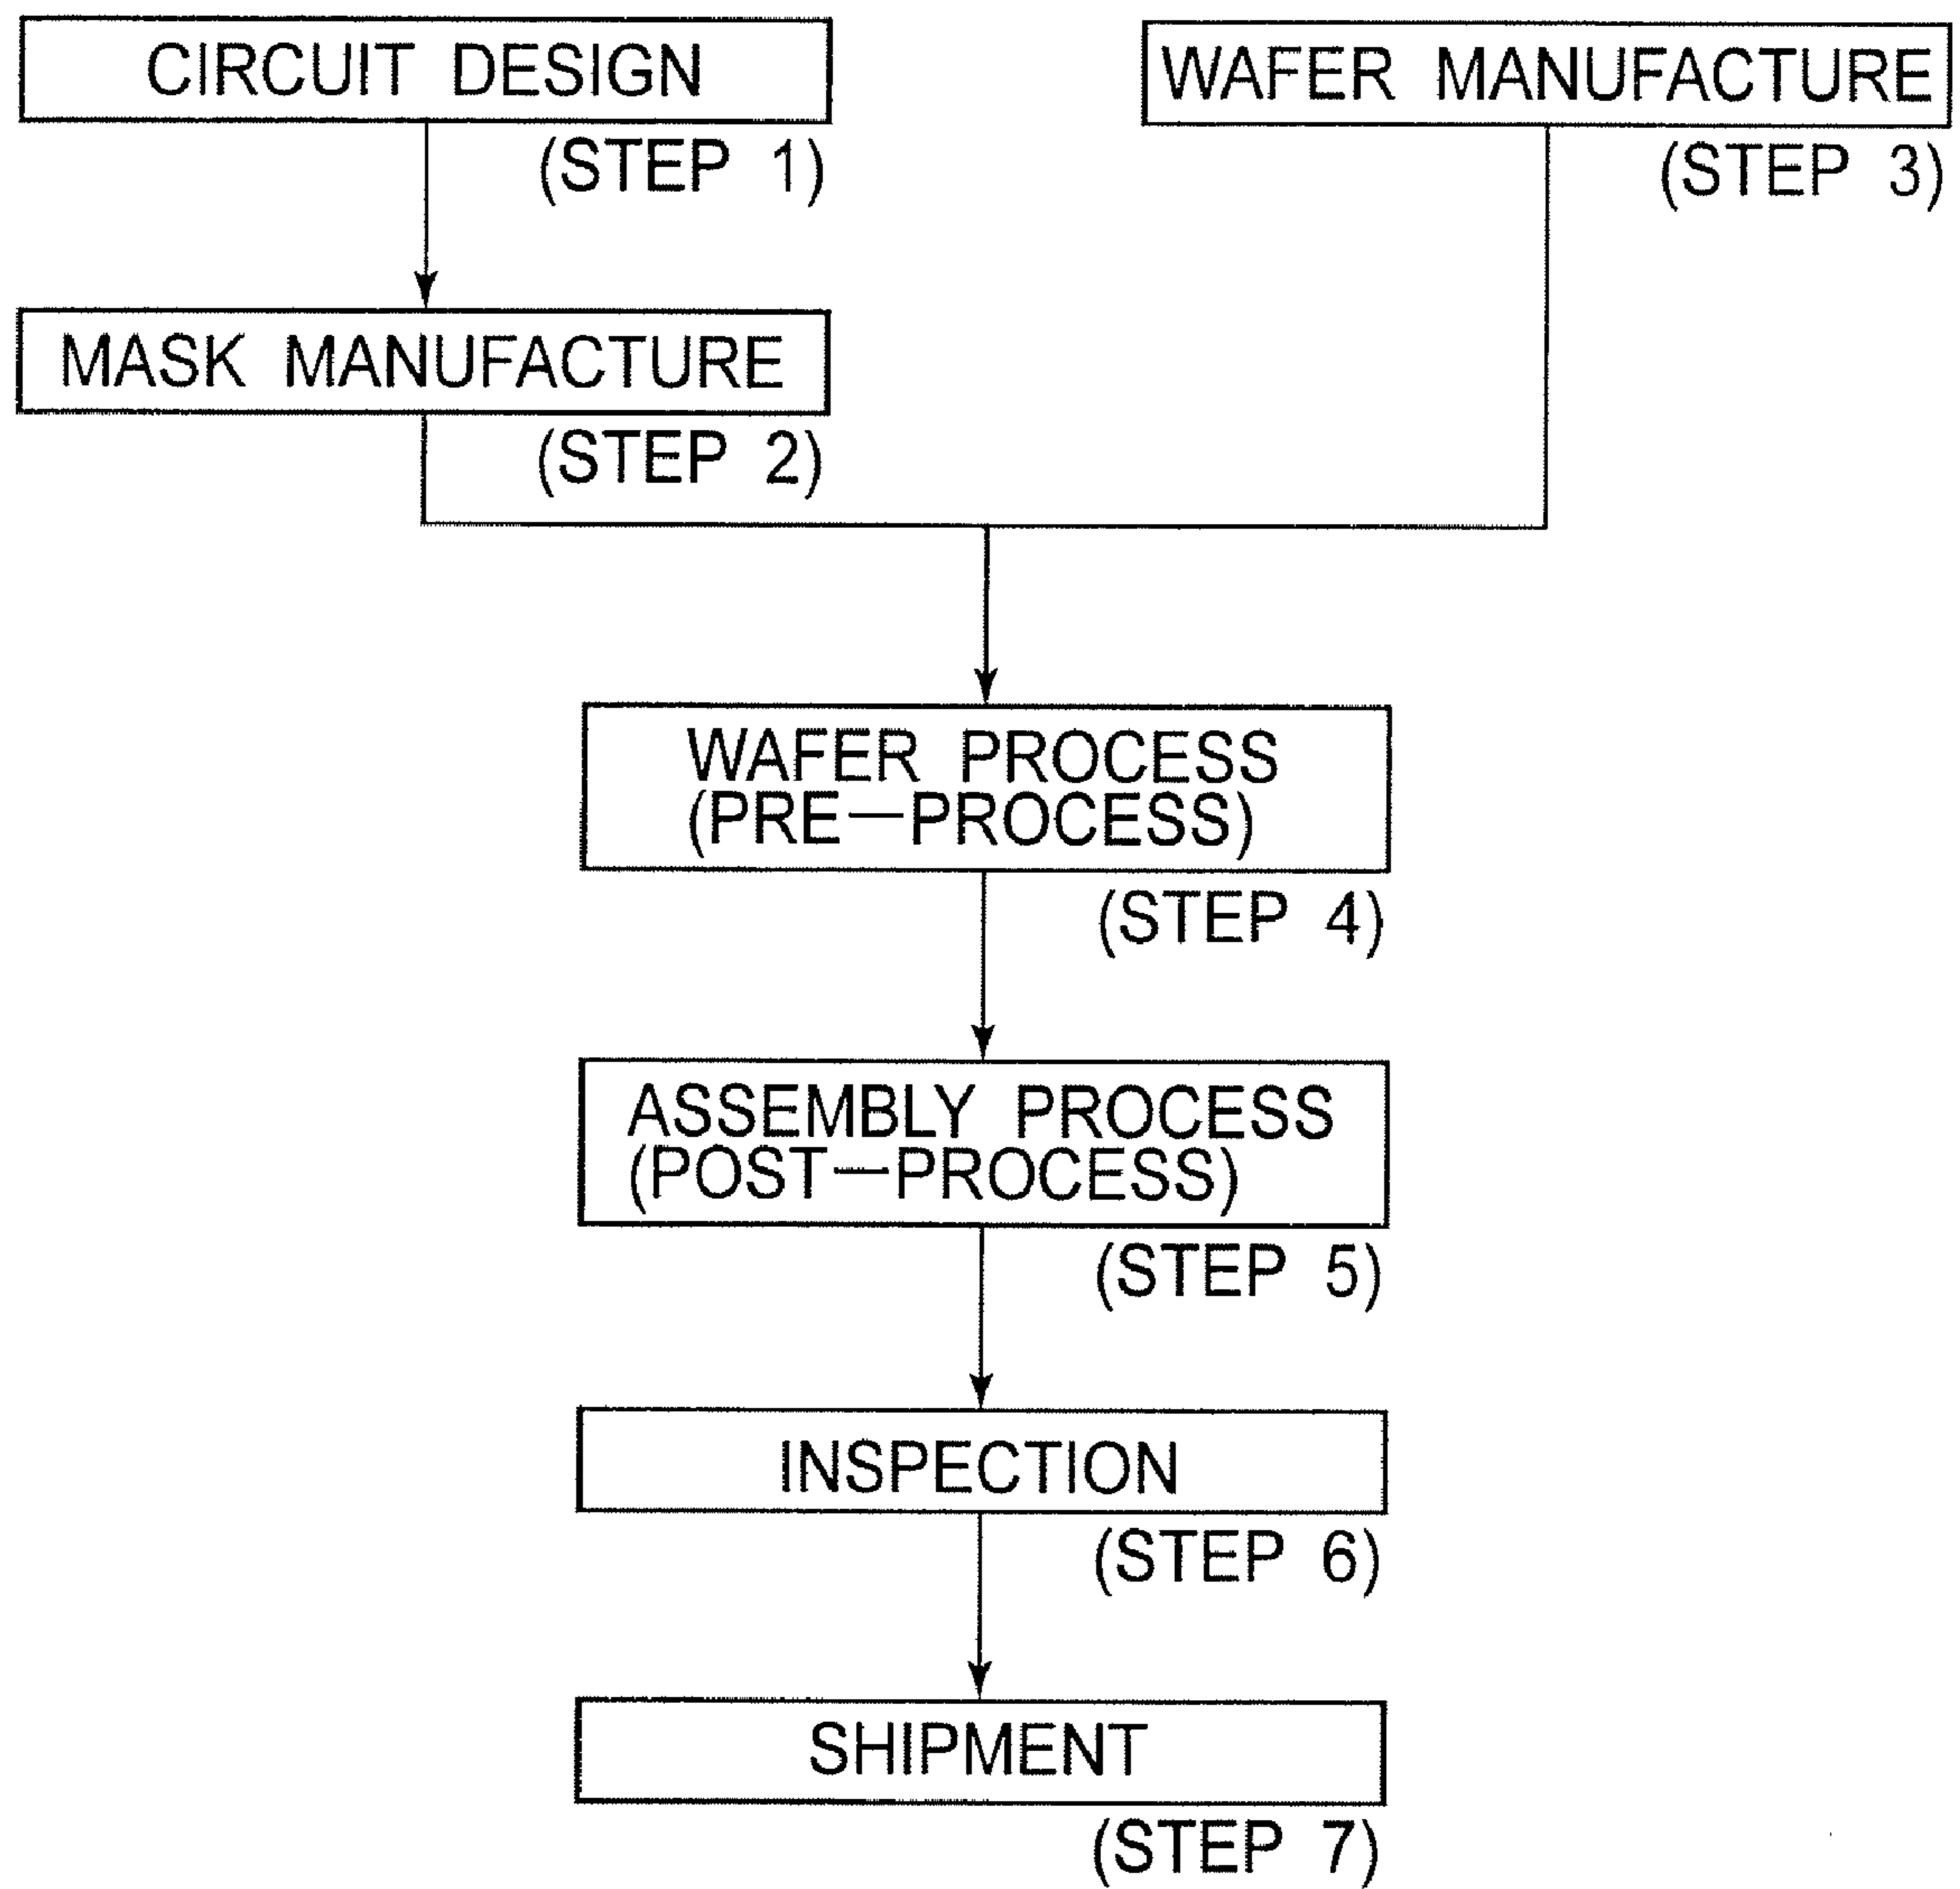 CIRCUIT DESIGN
(STEP 1)
WAFER MANUFACTURE
(STEP 3)
MASK MANUFACTURE
(STEP 2)
WAFER PROCESS
(PRE—PROCESS)
(STEP 4)
ASSEMBLY PROCESS
(POST—PROCESS)
(STEP 5)
INSPECTION
(STEP 6)
SHIPMENT
(STEP 7)